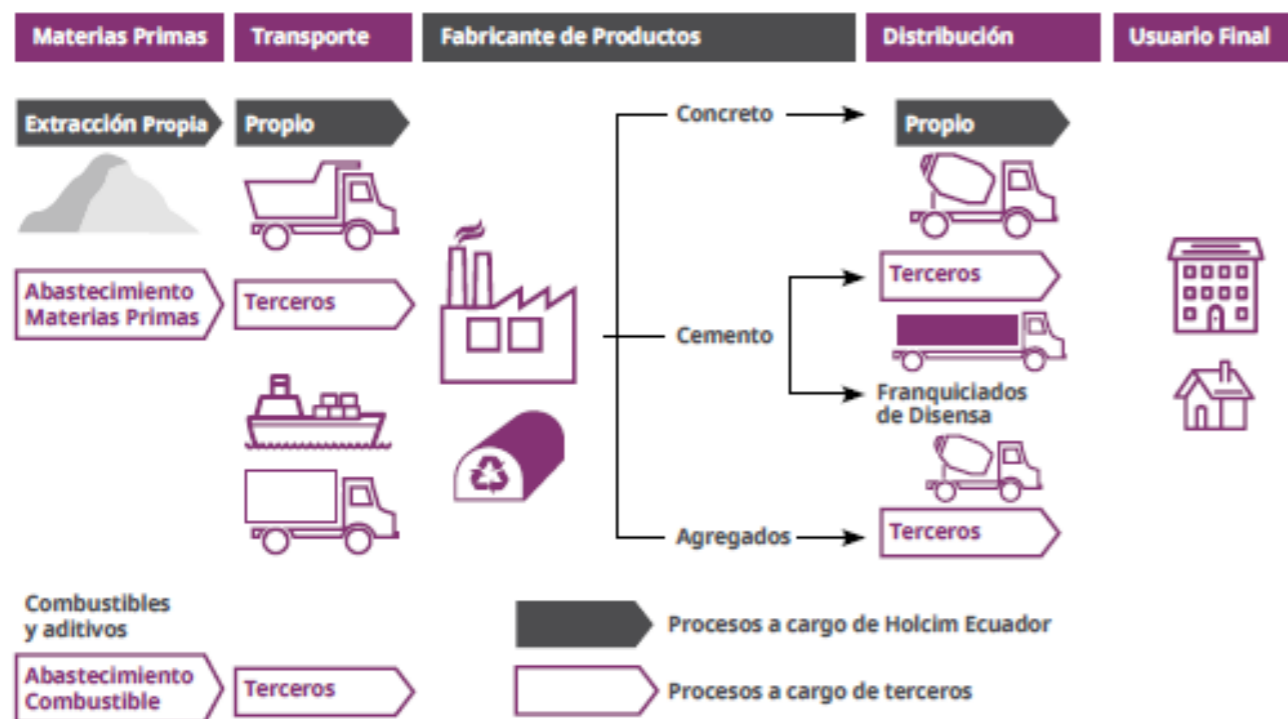 Materias Primas
Transporte
Fabricante de Productos
Distribución
Usuario Final
Extracción Propia
Propio
Concreto
Propio
Abastecimiento
Materias Primas
Terceros
Terceros
Cemento
Franquiciados
de Disensa
Agregados
Terceros
Combustibles
y aditivos
Procesos a cargo de Holcim Ecuador
Abastecimiento
Combustible
Terceros
Procesos a cargo de terceros